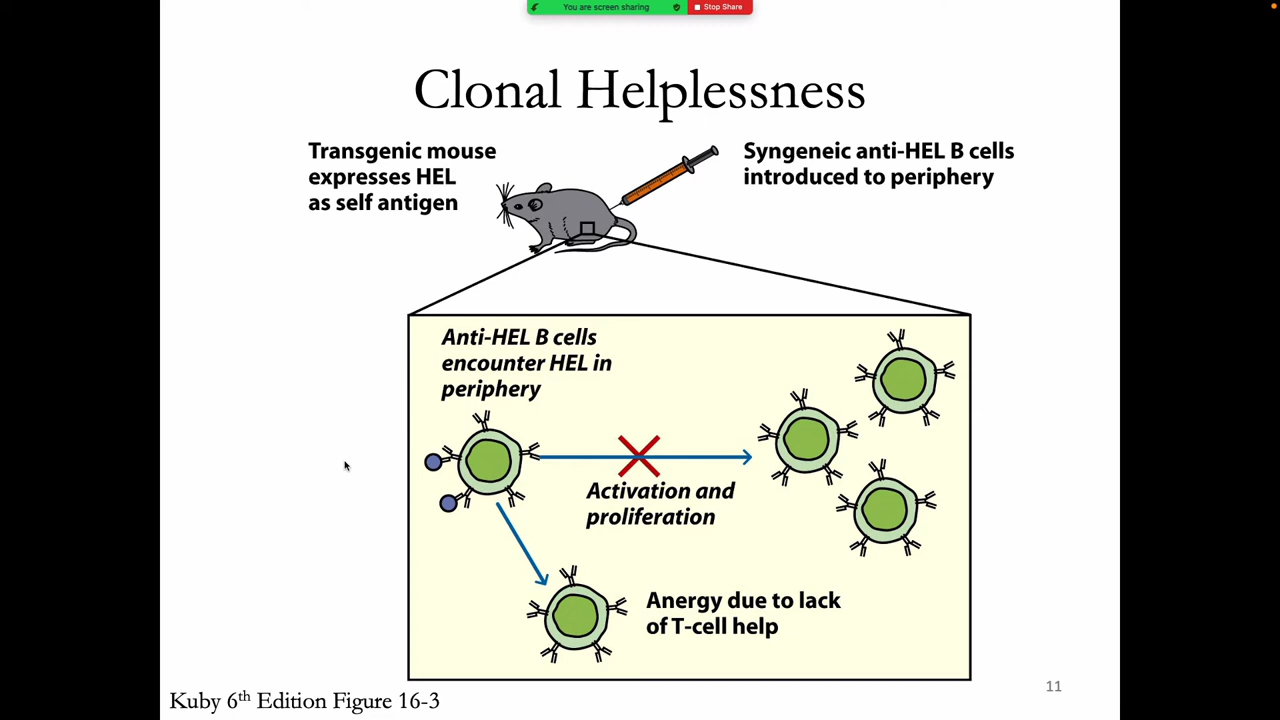 You are screen sharing
Stop Share
Clonal Helplessness
Transgenic mouse
expresses HEL
as self antigen
Syngeneic anti-HEL B cells
introduced to periphery
Anti-HEL B cells
encounter HEL in
periphery
Activation and
proliferation
Anergy due to lack
of T-cell help
Kuby 6th Edition Figure 16-3
11